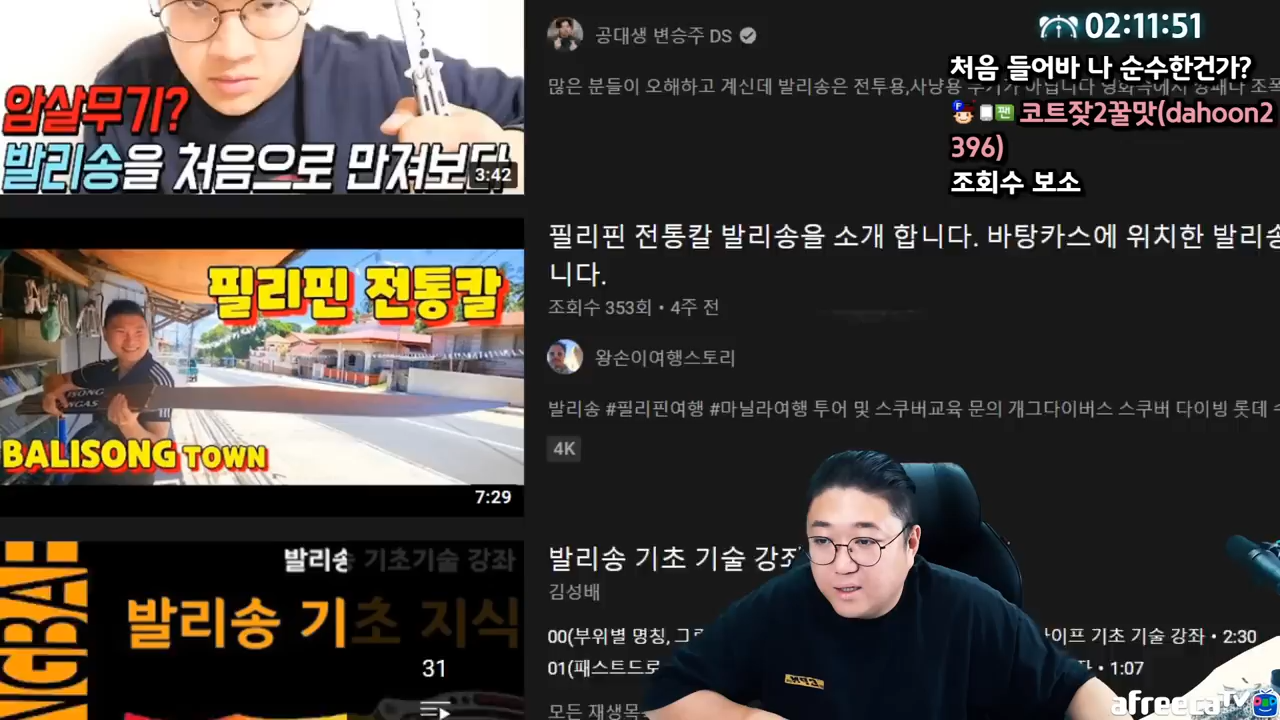 암살무기?
발리송을 처음으로 만져보다
3:42
공대생 변승주 DS
많은 분들이 오해하고 계신데 발리송은 전투용,사냥용 무기가 아닙니다
02:11:51
처음 들어바 나 순수한건가?
코트잦2꿀맛(dahoon2
396)
조회수 보소
필리핀 전통칼
BALISONG TOWN
7:29
필리핀 전통칼 발리송을 소개 합니다. 바탕카스에 위치한 발리송
니다.
조회수 353회 • 4주 전
왕손이여행스토리
발리송 #필리핀여행 #마닐라여행 투어 및 스쿠버교육 문의 개그다이버스 스쿠버 다이빙 롯데
4K
발리송 기초기술 강좌
발리송 기초 지식
31
발리송 기초 기술 강좌
김성배
00(부위별 명칭,
나이프 기초 기술 강좌 • 2:30
01(패스트드로
• 1:07
모든 재생목
afreecaTV